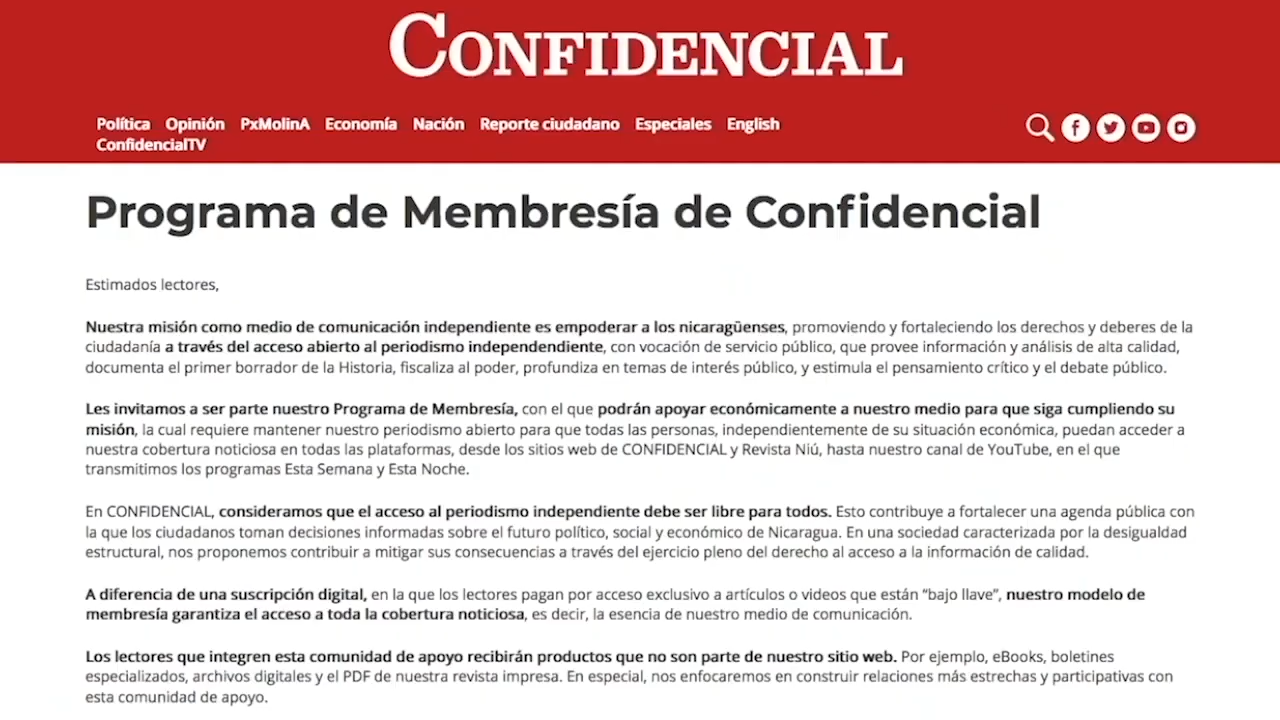 CONFIDENCIAL
Política Opinión PxMolinA Economía Nación Reporte ciudadano Especiales English
ConfidencialTV
Programa de Membresía de Confidencial
Estimados lectores,
Nuestra misión como medio de comunicación independiente es empoderar a los nicaragüenses, promoviendo y fortaleciendo los derechos y deberes de la
ciudadanía a través del acceso abierto al periodismo independendiente, con vocación de servicio público, que provee información y análisis de alta calidad,
documenta el primer borrador de la Historia, fiscaliza al poder, profundiza en temas de interés público, y estimula el pensamiento crítico y el debate público.
Les invitamos a ser parte nuestro Programa de Membresía, con el que podrán apoyar económicamente a nuestro medio para que siga cumpliendo su
misión, la cual requiere mantener nuestro periodismo abierto para que todas las personas, independientemente de su situación económica, puedan acceder a
nuestra cobertura noticiosa en todas las plataformas, desde los sitios web de CONFIDENCIAL y Revista Niú, hasta nuestro canal de YouTube, en el que
transmitimos los programas Esta Semana y Esta Noche.
En CONFIDENCIAL, consideramos que el acceso al periodismo independiente debe ser libre para todos. Esto contribuye a fortalecer una agenda pública con
la que los ciudadanos toman decisiones informadas sobre el futuro político, social y económico de Nicaragua. En una sociedad caracterizada por la desigualdad
estructural, nos proponemos contribuir a mitigar sus consecuencias a través del ejercicio pleno del derecho al acceso a la información de calidad.
A diferencia de una suscripción digital, en la que los lectores pagan por acceso exclusivo a artículos o videos que están “bajo llave”, nuestro modelo de
membresía garantiza el acceso a toda la cobertura noticiosa, es decir, la esencia de nuestro medio de comunicación.
Los lectores que integren esta comunidad de apoyo recibirán productos que no son parte de nuestro sitio web. Por ejemplo, eBooks, boletines
especializados, archivos digitales y el PDF de nuestra revista impresa. En especial, nos enfocaremos en construir relaciones más estrechas y participativas con
esta comunidad de apoyo.